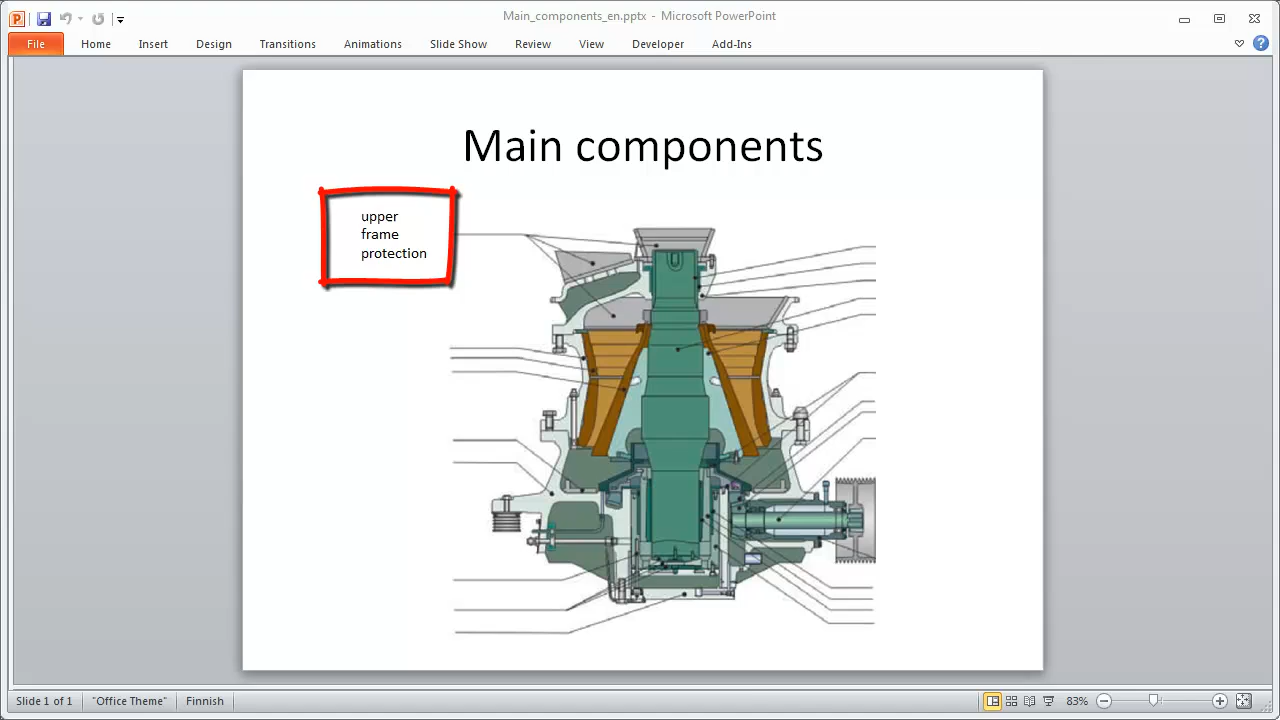 Main_components_en.pptx - Microsoft PowerPoint
File Home Insert Design Transitions Animations Slide Show Review View Developer Add-Ins
Main components
upper
frame
protection
Slide 1 of 1 "Office Theme" Finnish 83%